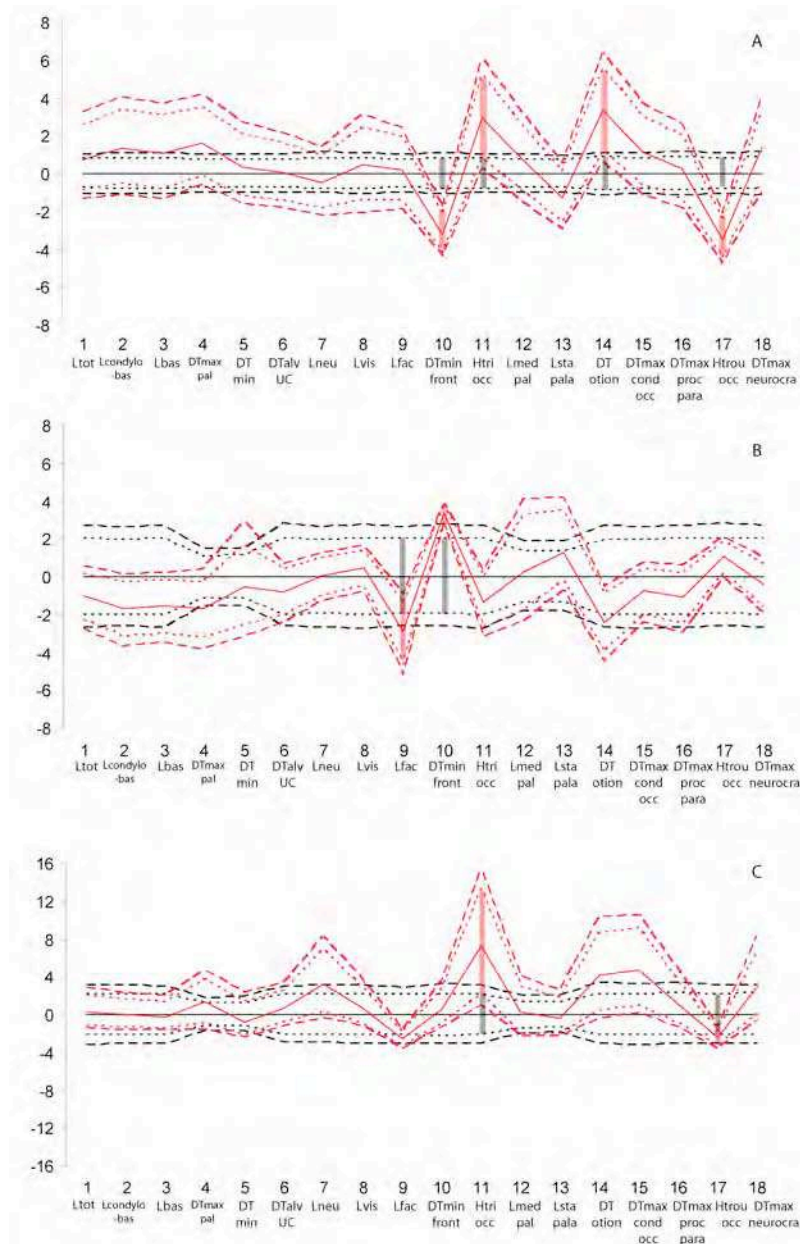 A
8
6
4
2
0
-2
-4
-6
-8
1 2 3 4 5 6 7 8 9 10 11 12 13 14 15 16 17 18
Ltot Lcondylo Lbas DTmax DT DTalv Lneu Lvis Lfac DTmin Htri Lmed Lsta DT DTmax DTmax Htrou DTmax
-bas pal min UC front occ pal pala otion cond proc occ neurocra
occ para
B
8
6
4
2
0
-2
-4
-6
-8
1 2 3 4 5 6 7 8 9 10 11 12 13 14 15 16 17 18
Ltot Lcondylo Lbas DTmax DT DTalv Lneu Lvis Lfac DTmin Htri Lmed Lsta DT DTmax DTmax Htrou DTmax
-bas pal min UC front occ pal pala otion cond proc occ neurocra
occ para
C
16
12
8
4
0
-4
-8
-12
-16
1 2 3 4 5 6 7 8 9 10 11 12 13 14 15 16 17 18
Ltot Lcondylo Lbas DTmax DT DTalv Lneu Lvis Lfac DTmin Htri Lmed Lsta DT DTmax DTmax Htrou DTmax
-bas pal min UC front occ pal pala otion cond proc occ neurocra
occ para